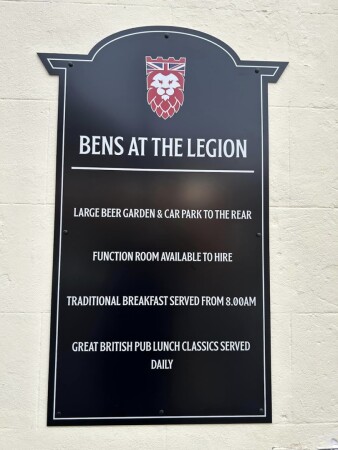 BENS AT THE LEGION
LARGE BEER GARDEN & CAR PARK TO THE REAR
FUNCTION ROOM AVAILABLE TO HIRE
TRADITIONAL BREAKFAST SERVED FROM 8.00AM
GREAT BRITISH PUB LUNCH CLASSICS SERVED
DAILY